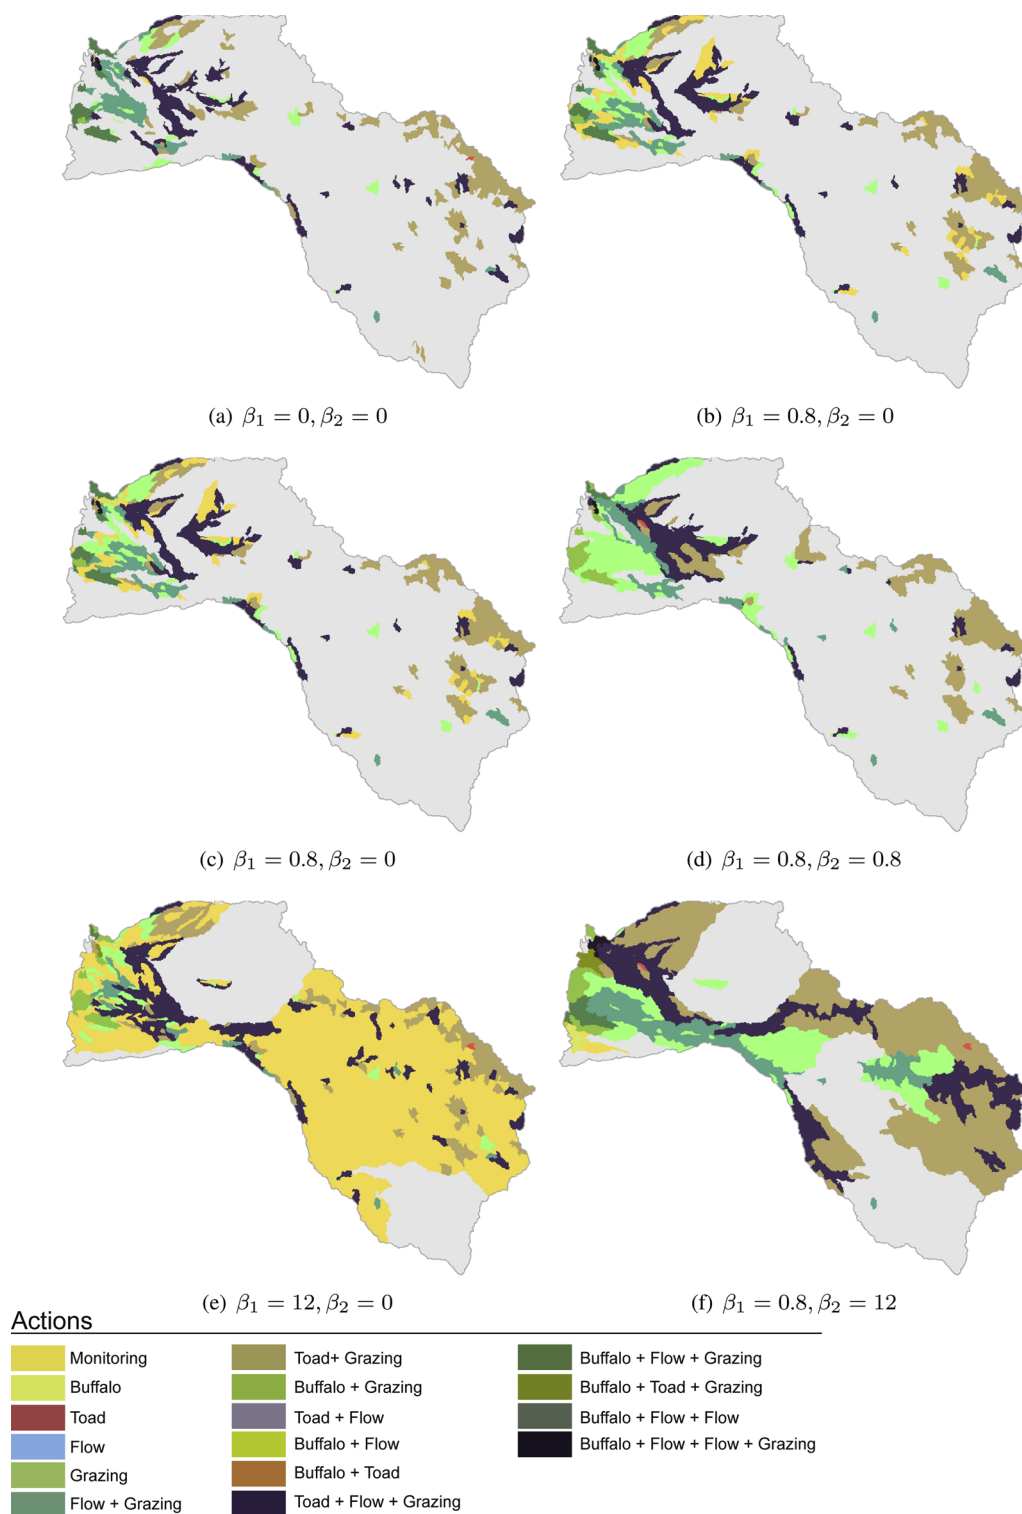 (a) β₁ = 0, β₂ = 0
(b) β₁ = 0.8, β₂ = 0
(c) β₁ = 0.8, β₂ = 0
(d) β₁ = 0.8, β₂ = 0.8
(e) β₁ = 12, β₂ = 0
(f) β₁ = 0.8, β₂ = 12
Actions
Monitoring
Buffalo
Toad
Flow
Grazing
Flow + Grazing
Toad+ Grazing
Buffalo + Grazing
Toad + Flow
Buffalo + Flow
Buffalo + Toad
Toad + Flow + Grazing
Buffalo + Flow + Grazing
Buffalo + Toad + Grazing
Buffalo + Flow + Flow
Buffalo + Flow + Flow + Grazing